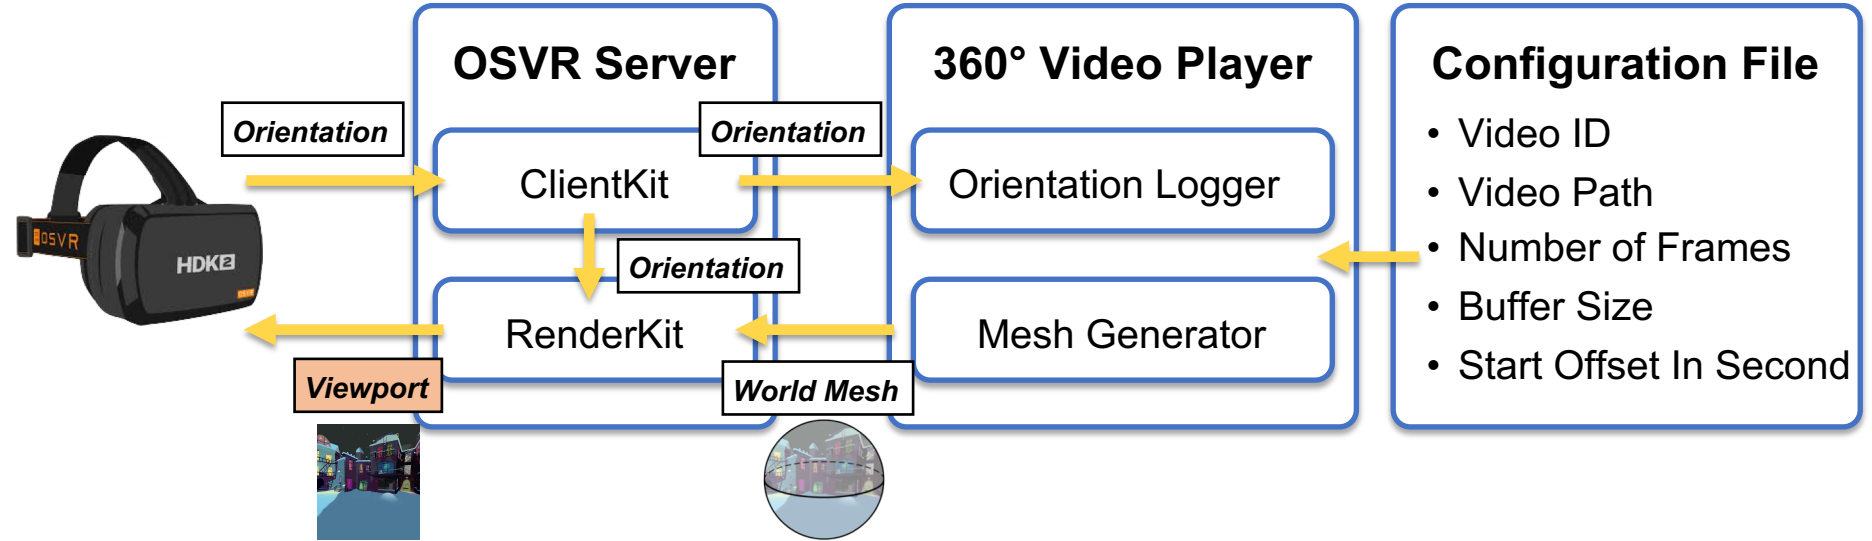 OSVR Server
360° Video Player
Configuration File
Orientation
Orientation
ClientKit
Orientation Logger
Orientation
RenderKit
Mesh Generator
Viewport
World Mesh
• Video ID
• Video Path
• Number of Frames
• Buffer Size
• Start Offset In Second
OSVR
HDK2
OSVR